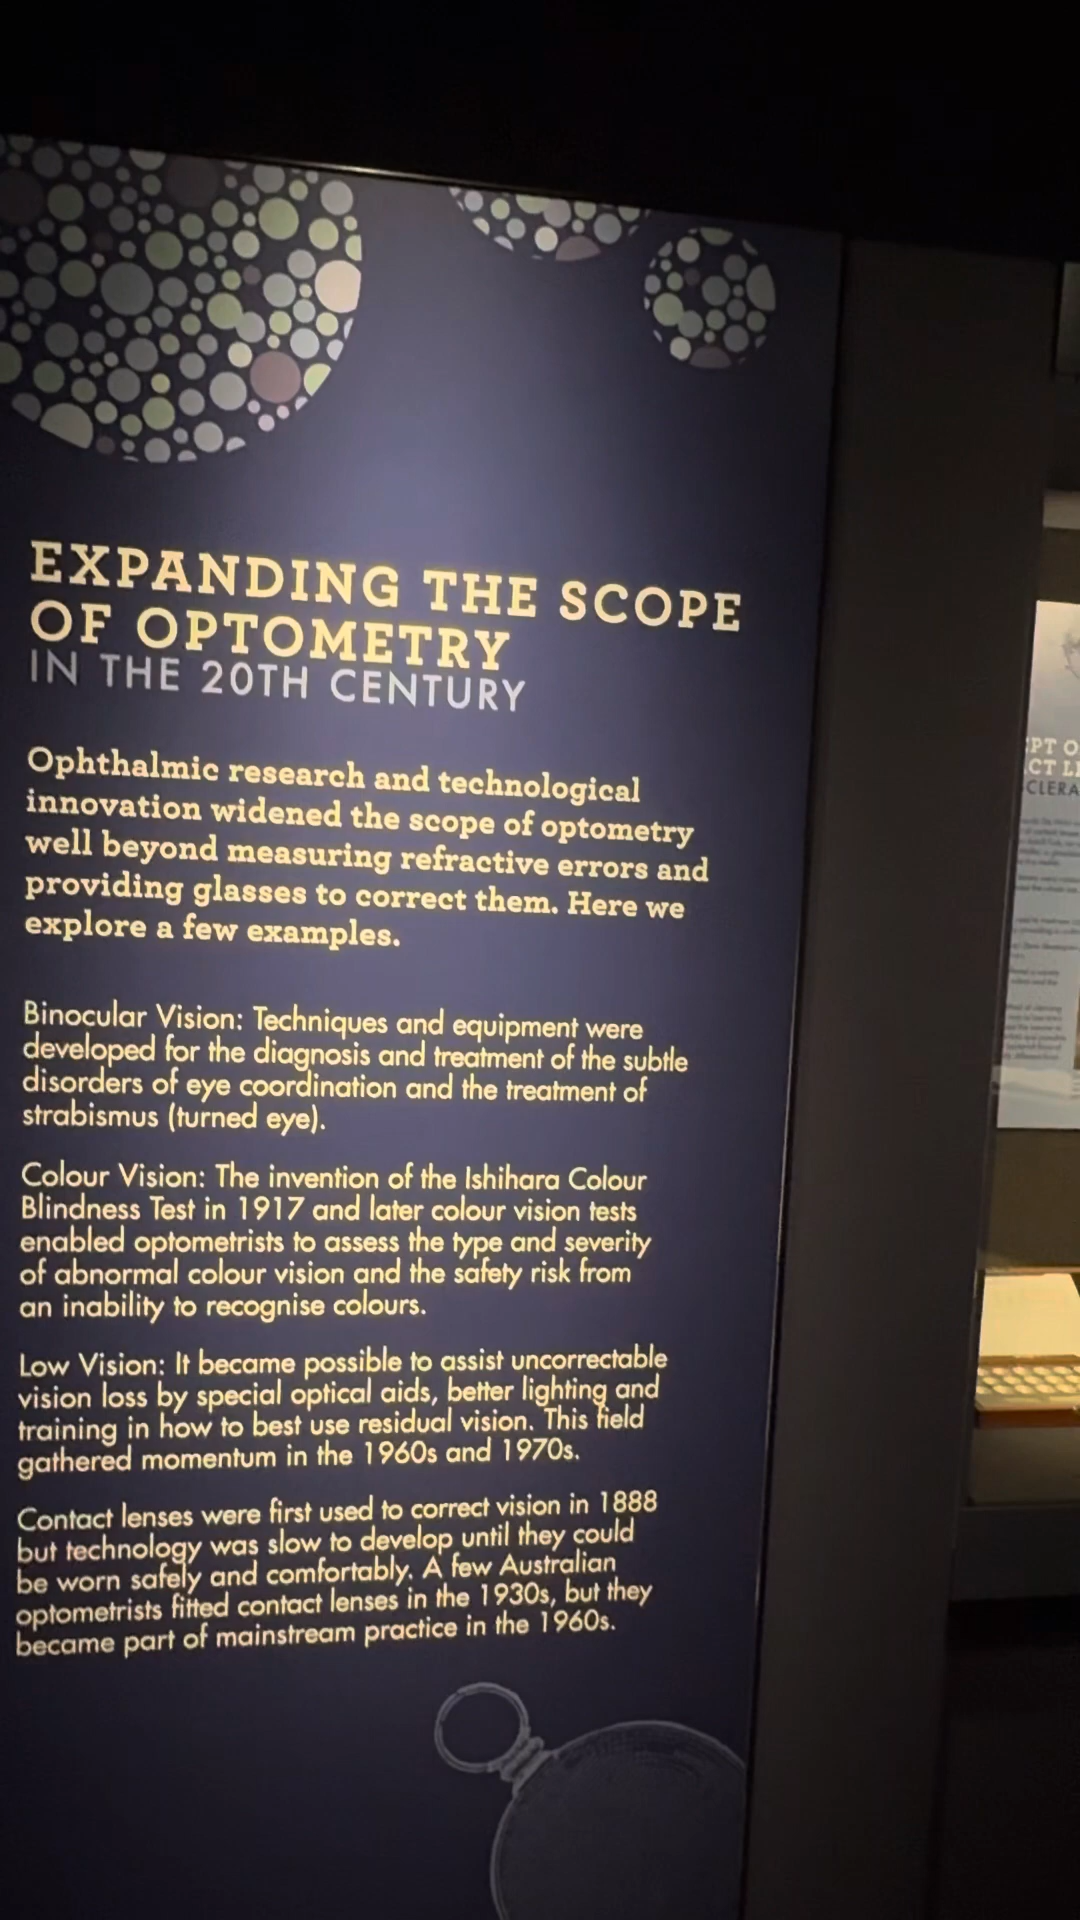 EXPANDING THE SCOPE
OF OPTOMETRY
IN THE 20TH CENTURY
Ophthalmic research and technological
innovation widened the scope of optometry
well beyond measuring refractive errors and
providing glasses to correct them. Here we
explore a few examples.
Binocular Vision: Techniques and equipment were
developed for the diagnosis and treatment of the subtle
disorders of eye coordination and the treatment of
strabismus (turned eye).
Colour Vision: The invention of the Ishihara Colour
Blindness Test in 1917 and later colour vision tests
enabled optometrists to assess the type and severity
of abnormal colour vision and the safety risk from
an inability to recognise colours.
Low Vision: It became possible to assist uncorrectable
vision loss by special optical aids, better lighting and
training in how to best use residual vision. This field
gathered momentum in the 1960s and 1970s.
Contact lenses were first used to correct vision in 1888
but technology was slow to develop until they could
be worn safely and comfortably. A few Australian
optometrists fitted contact lenses in the 1930s, but they
became part of mainstream practice in the 1960s.